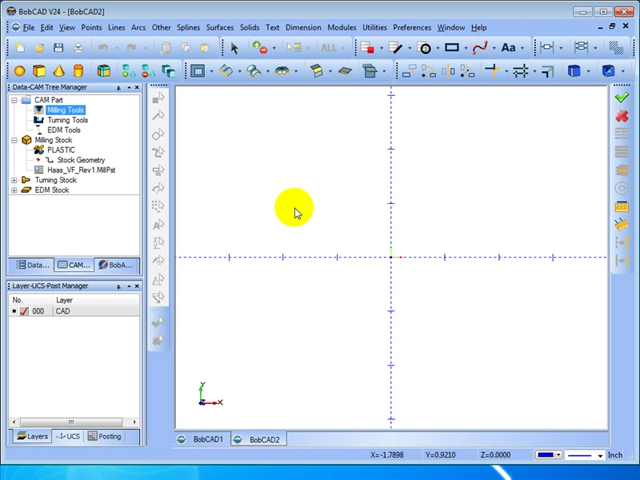 BobCAD V24 - [BobCAD2]
File Edit View Points Lines Arcs Other Splines Surfaces Solids Text Dimension Modules Utilities Preferences Window Help
ALL
Aa
Data-CAM Tree Manager
CAM Part
Milling Tools
Turning Tools
EDM Tools
Milling Stock
PLASTIC
Stock Geometry
Haas_VF_Rev1.MillPst
Turning Stock
EDM Stock
Data... CAM... BobA...
Layer-UCS-Post Manager
No. Layer
000 CAD
Y
Z X
Layers UCS Posting
BobCAD1 BobCAD2
X=-1.7898 Y=0.9210 Z=0.0000 Inch